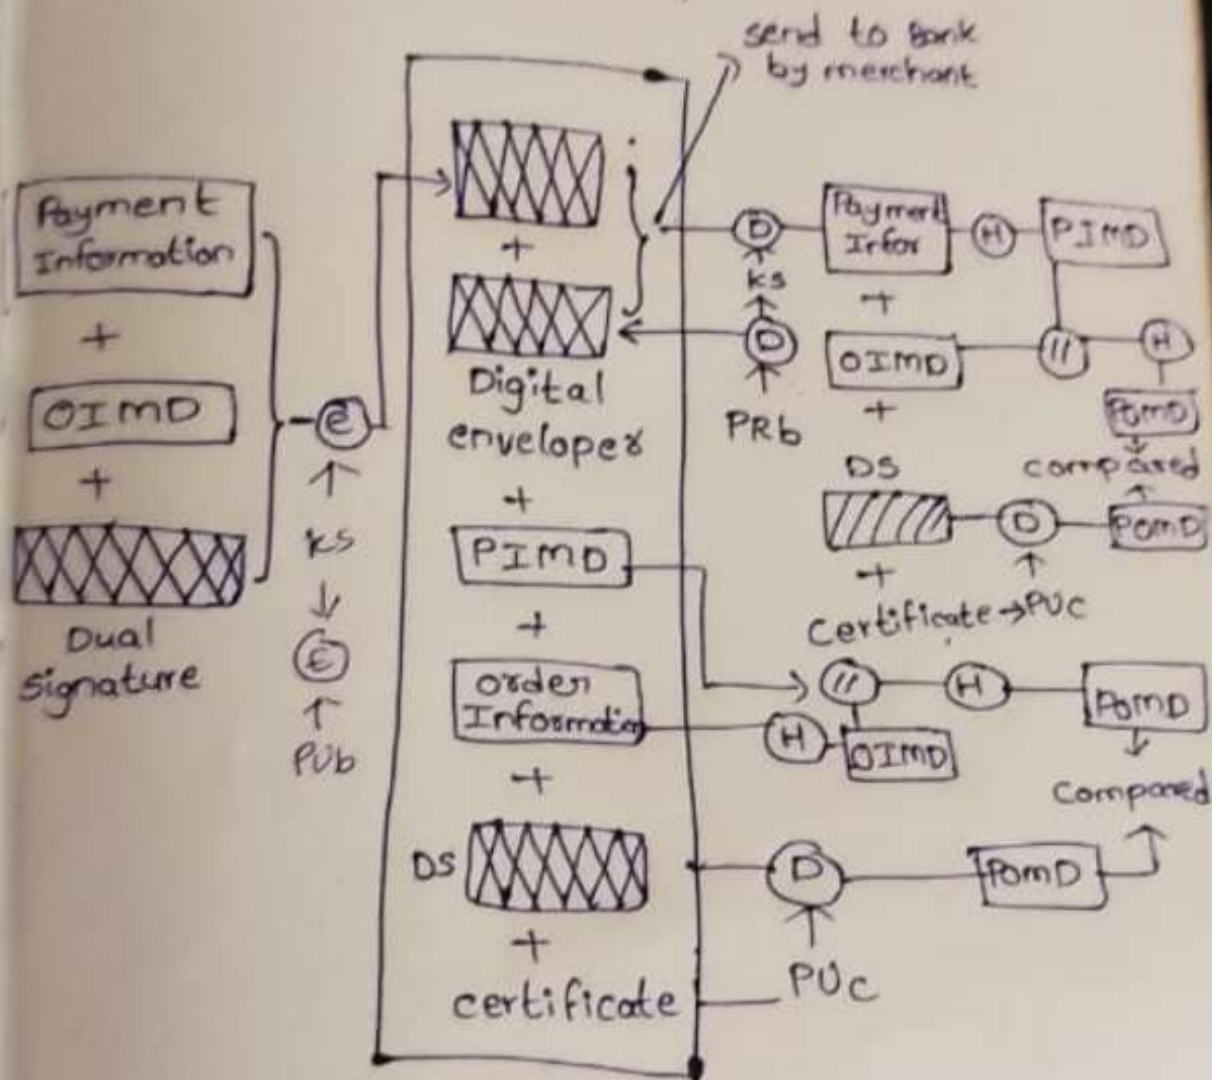 send to Bank
by merchant
Payment
Information
+
OIMD
+
Dual
Signature
e
ks
E
PUb
+
Digital
enveloper
+
PIMD
+
order
Information
+
DS
+
certificate
D
ks
D
PRb
Payment
Infor
H
PIMD
+
OIMD
//
H
+
POMD
compared
DS
D
POMD
+
Certificate → PUC
//
H
POMD
H
OIMD
Compared
D
POMD
PUC